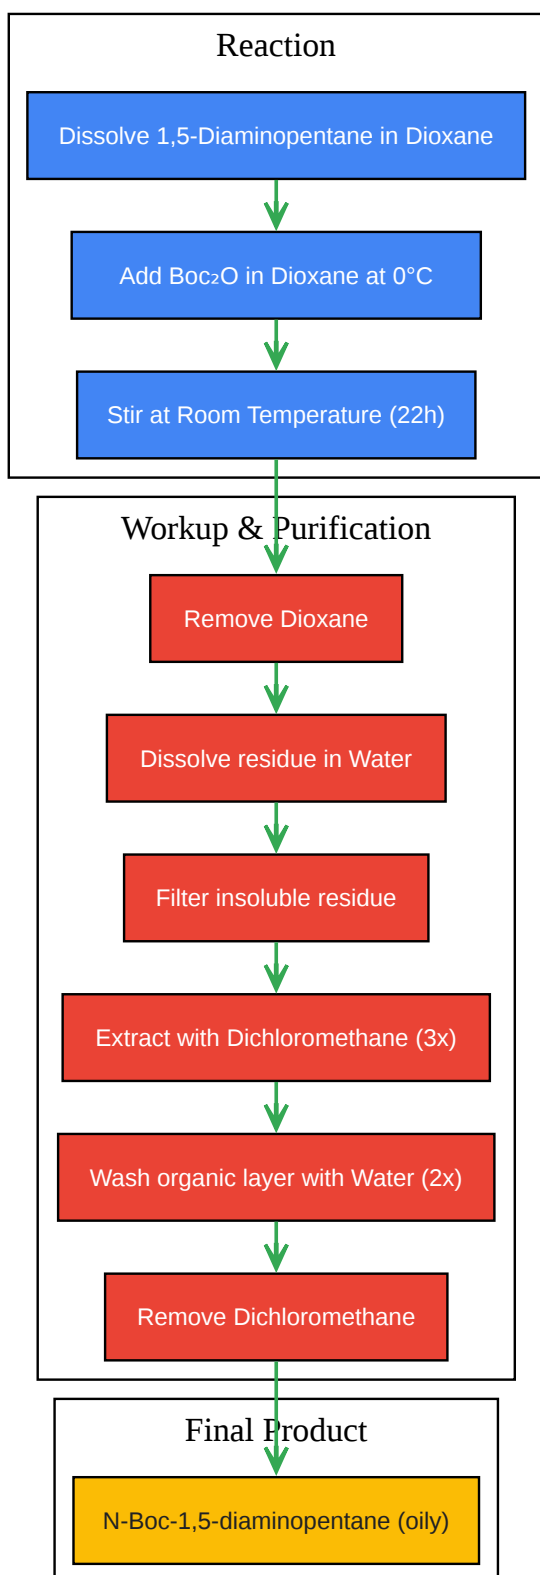 Reaction
Dissolve 1,5-Diaminopentane in Dioxane
Add Boc₂O in Dioxane at 0°C
Stir at Room Temperature (22h)
Workup & Purification
Remove Dioxane
Dissolve residue in Water
Filter insoluble residue
Extract with Dichloromethane (3x)
Wash organic layer with Water (2x)
Remove Dichloromethane
Final Product
N-Boc-1,5-diaminopentane (oily)